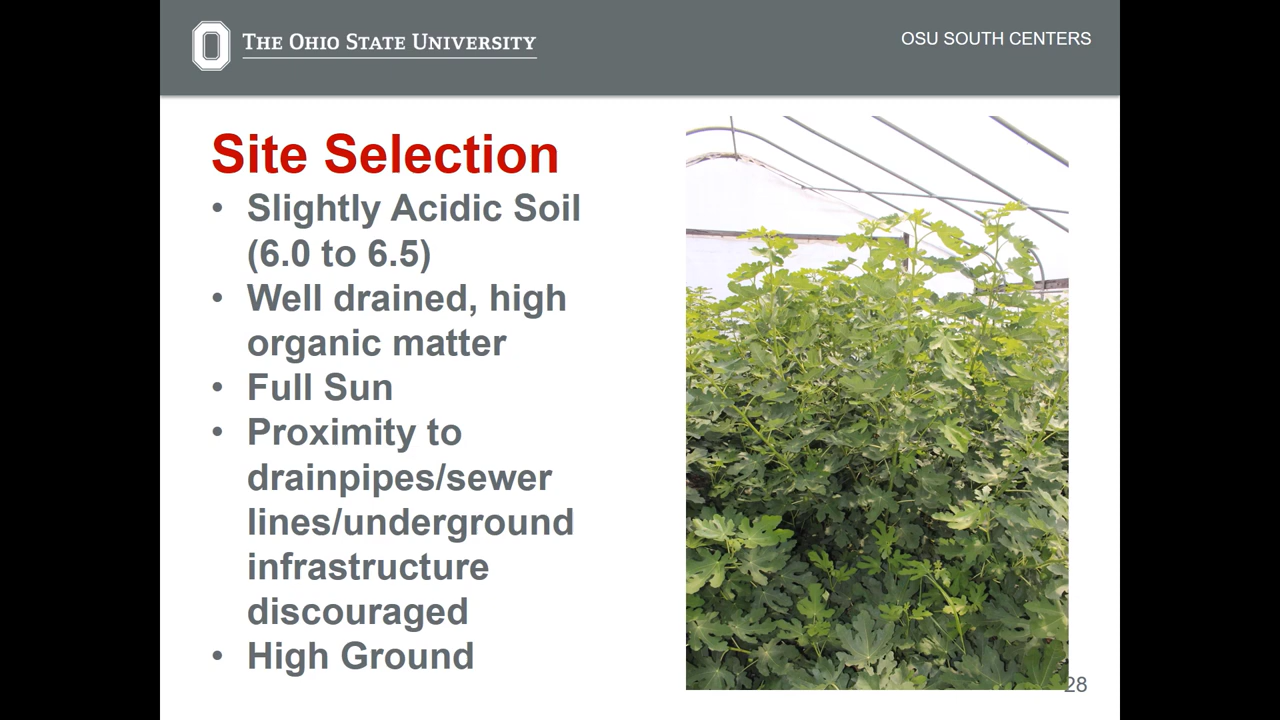 THE OHIO STATE UNIVERSITY
OSU SOUTH CENTERS
Site Selection
• Slightly Acidic Soil
(6.0 to 6.5)
• Well drained, high
organic matter
• Full Sun
• Proximity to
drainpipes/sewer
lines/underground
infrastructure
discouraged
• High Ground
28